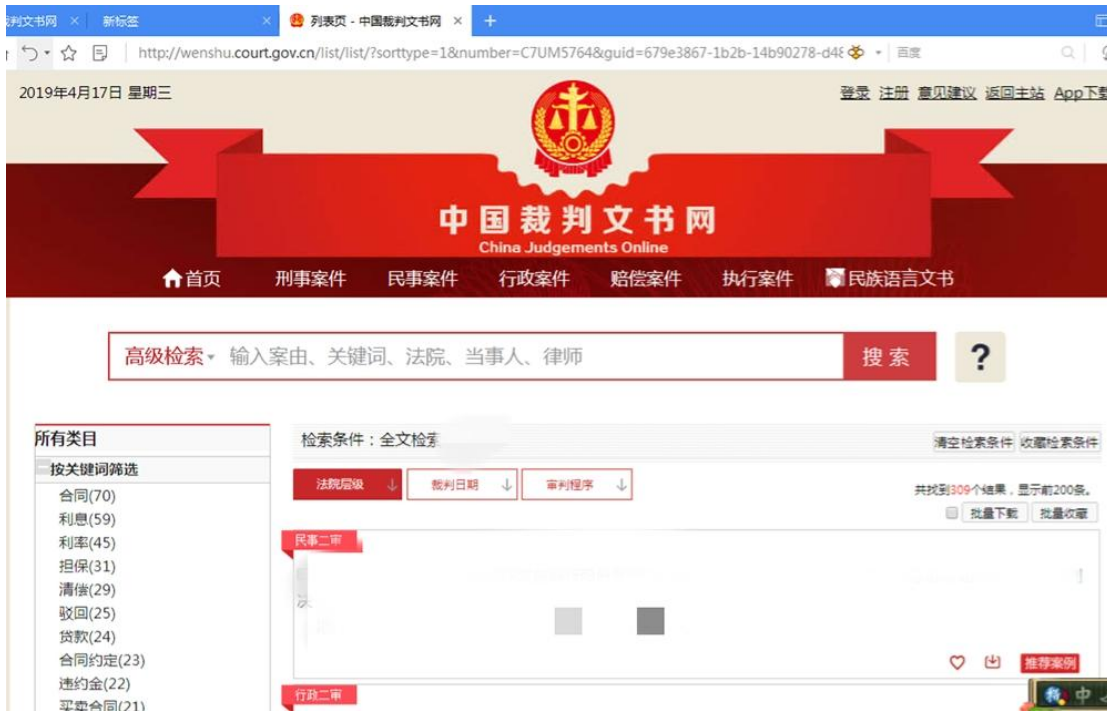 判文书网 × 新标签 × 列表页 - 中国裁判文书网 × +
http://wenshu.court.gov.cn/list/list/?sorttype=1&number=C7UM5764&guid=679e3867-1b2b-14b90278-d48 百度
2019年4月17日 星期三 登录 注册 意见建议 返回主站 App下载
中国裁判文书网
China Judgements Online
首页 刑事案件 民事案件 行政案件 赔偿案件 执行案件 民族语言文书
高级检索 输入案由、关键词、法院、当事人、律师 搜索 ?
所有类目 检索条件：全文检索 清空检索条件 收藏检索条件
按关键词筛选
法院层级 ↓ 裁判日期 ↓ 审判程序 ↓
共找到309个结果，显示前200条。
批量下载 批量收藏
合同(70)
利息(59)
利率(45)
担保(31)
清偿(29)
驳回(25)
贷款(24)
合同约定(23)
违约金(22)
买卖合同(21)
民事二审
推荐案例
行政二审
中